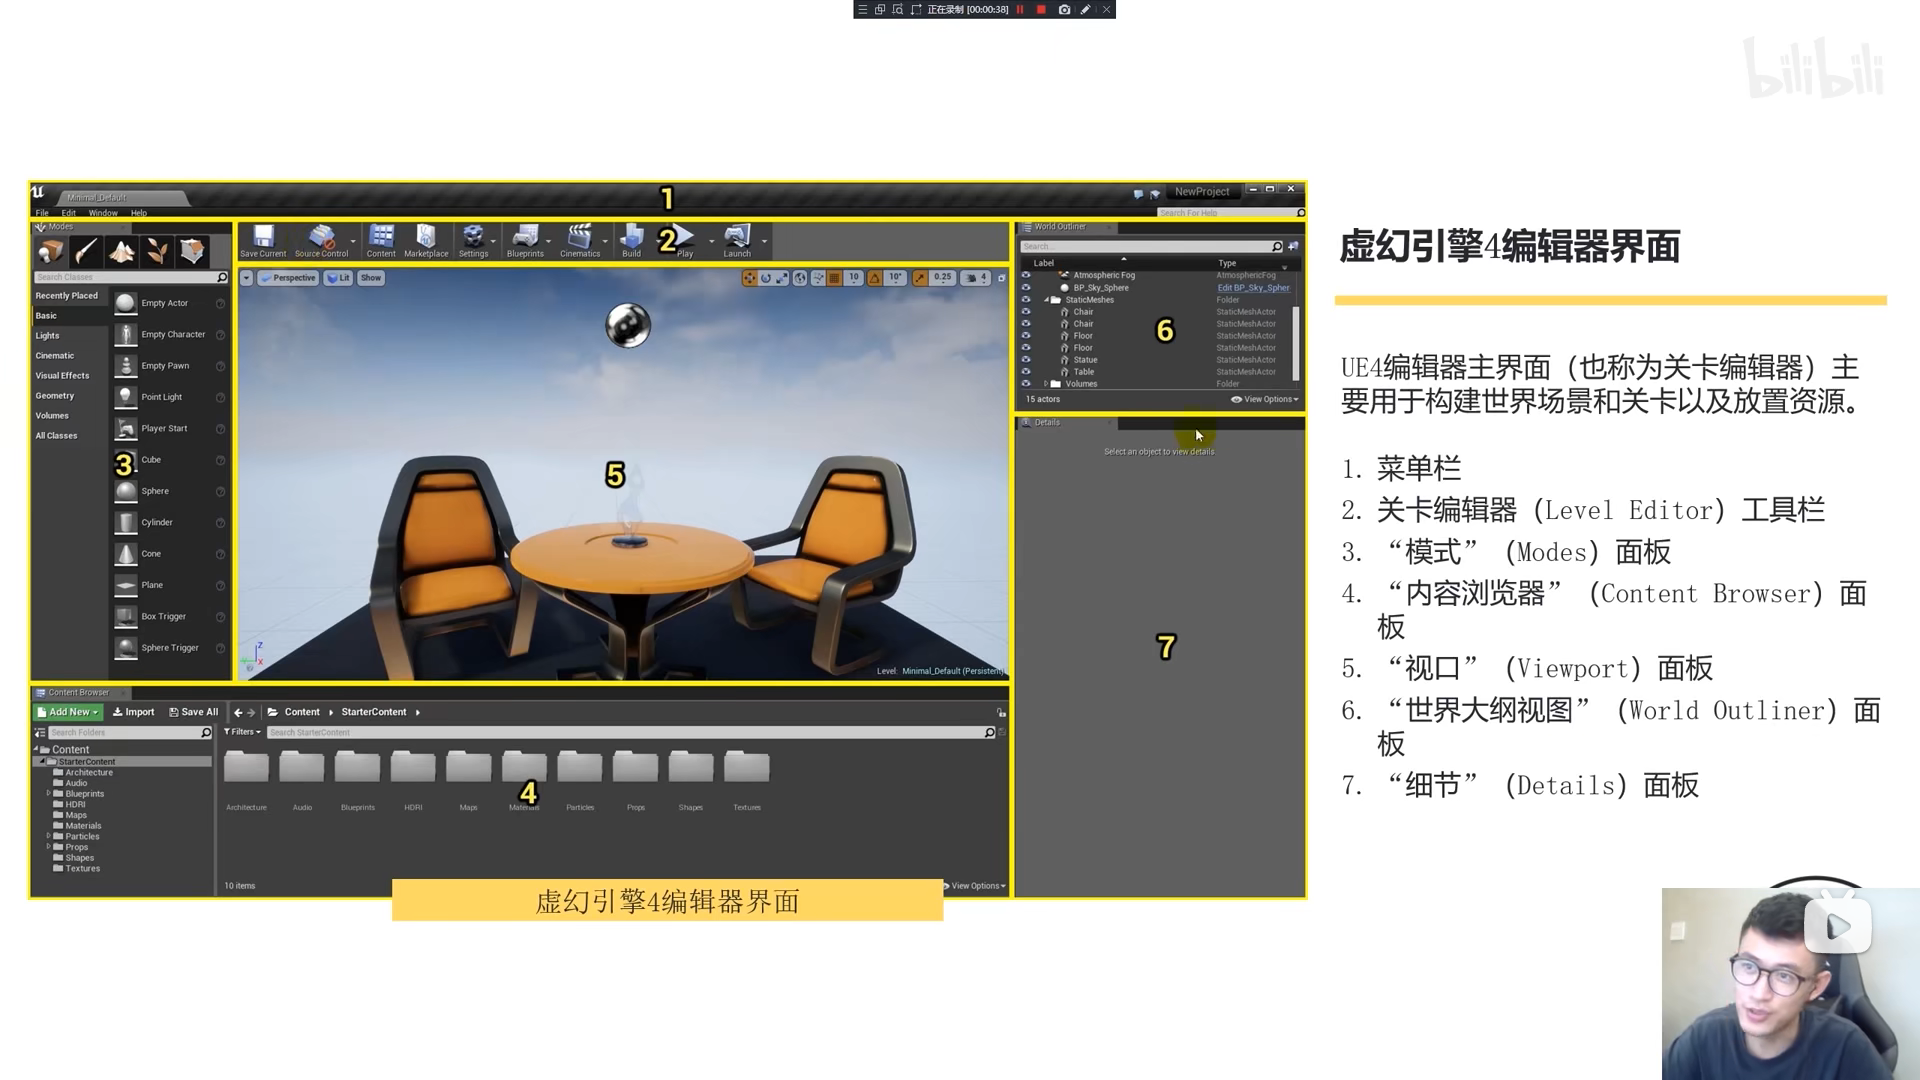 正在录制 [00:00:38]
bilibili
Minimal_Default
1
NewProject
File Edit Window Help
Search For Help
Modes
Search Classes
Recently Placed
Basic
Lights
Cinematic
Visual Effects
Geometry
Volumes
All Classes
Empty Actor
Empty Character
Empty Pawn
Point Light
Player Start
Cube
3
Sphere
Cylinder
Cone
Plane
Box Trigger
Sphere Trigger
Save Current Source Control Content Marketplace Settings Blueprints Cinematics Build 2 Play Launch
Perspective Lit Show
10 10° 0.25 4
5
Level: Minimal_Default (Persistent)
World Outliner
Search...
Label Type
Atmospheric Fog AtmosphericFog
BP_Sky_Sphere Edit BP_Sky_Spher
StaticMeshes Folder
Chair StaticMeshActor
Chair StaticMeshActor
Floor StaticMeshActor
Floor StaticMeshActor
Statue StaticMeshActor
Table StaticMeshActor
Volumes Folder
6
15 actors View Options
Details
Select an object to view details
7
Content Browser
Add New Import Save All Content StarterContent
Search Folders
Filters Search StarterContent
Content
StarterContent
Architecture
Audio
Blueprints
HDRI
Maps
Materials
Particles
Props
Shapes
Textures
Architecture Audio Blueprints HDRI Maps Materials Particles Props Shapes Textures
4
10 items View Options
虚幻引擎4编辑器界面
虚幻引擎4编辑器界面
UE4编辑器主界面（也称为关卡编辑器）主
要用于构建世界场景和关卡以及放置资源。
1. 菜单栏
2. 关卡编辑器（Level Editor）工具栏
3. “模式”（Modes）面板
4. “内容浏览器”（Content Browser）面
板
5. “视口”（Viewport）面板
6. “世界大纲视图”（World Outliner）面
板
7. “细节”（Details）面板